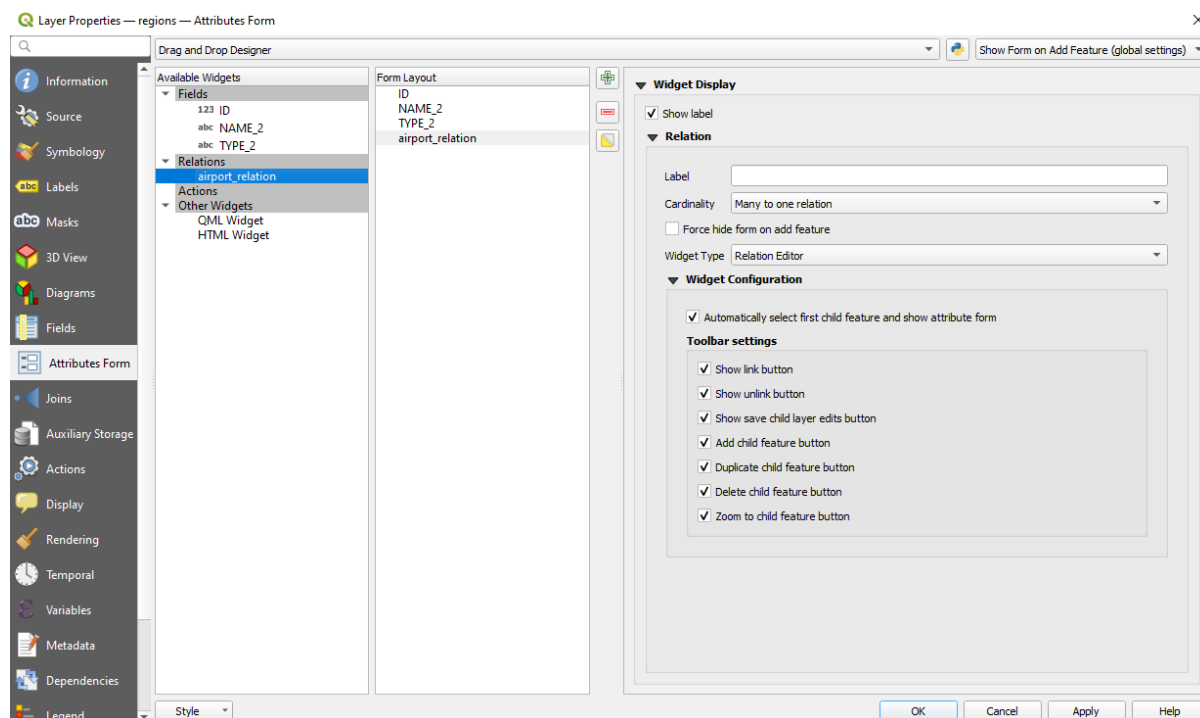 Layer Properties — regions — Attributes Form
Drag and Drop Designer
Show Form on Add Feature (global settings)
Information
Source
Symbology
abc Labels
abc Masks
3D View
Diagrams
Fields
Attributes Form
Joins
Auxiliary Storage
Actions
Display
Rendering
Temporal
Variables
Metadata
Dependencies
Legend
Available Widgets
Fields
123 ID
abc NAME_2
abc TYPE_2
Relations
airport_relation
Actions
Other Widgets
QML Widget
HTML Widget
Form Layout
ID
NAME_2
TYPE_2
airport_relation
Widget Display
Show label
Relation
Label
Cardinality Many to one relation
Force hide form on add feature
Widget Type Relation Editor
Widget Configuration
Automatically select first child feature and show attribute form
Toolbar settings
Show link button
Show unlink button
Show save child layer edits button
Add child feature button
Duplicate child feature button
Delete child feature button
Zoom to child feature button
Style
OK
Cancel
Apply
Help